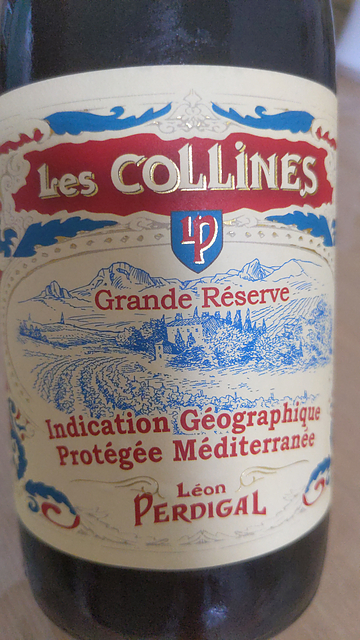 Les COLLiNES
LP
Grande Réserve
Indication Géographique
Protégée Méditerranée
Léon
PERDIGAL